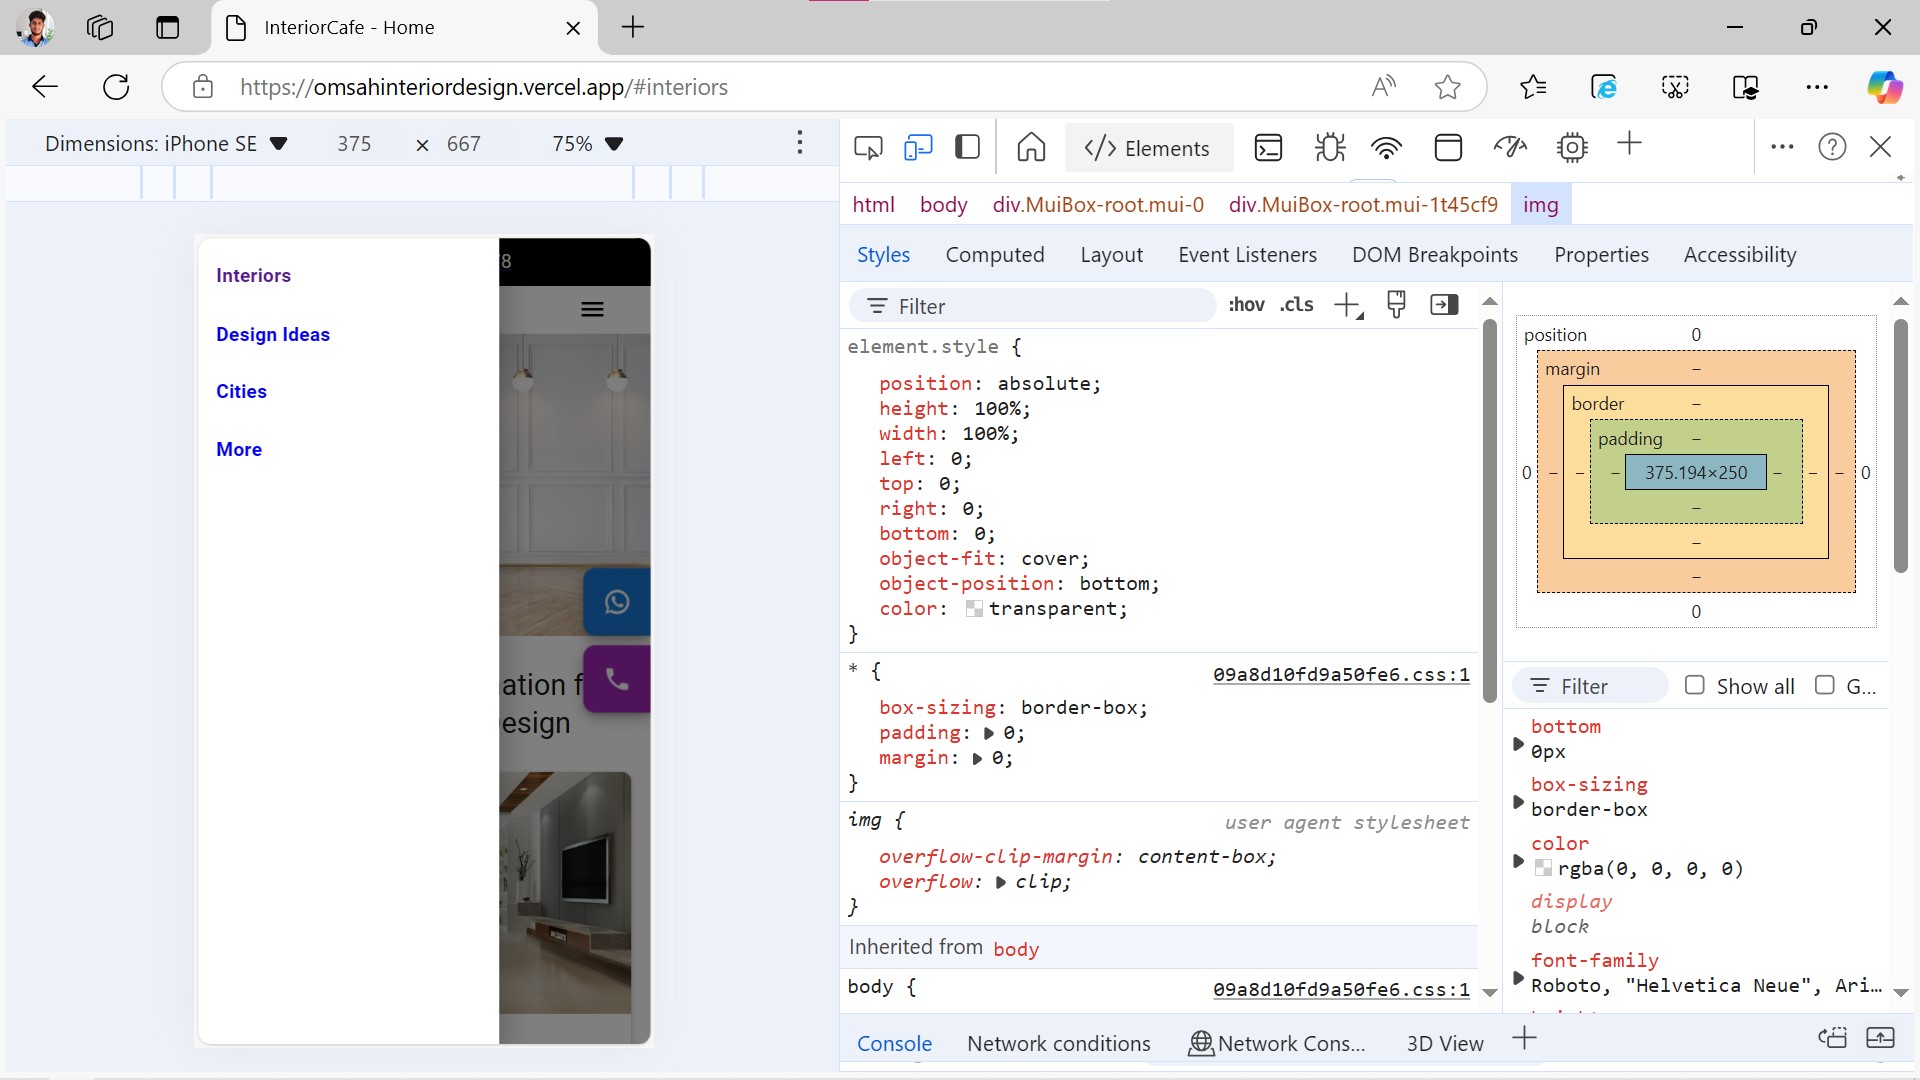 InteriorCafe - Home
https://omsahinteriordesign.vercel.app/#interiors
Dimensions: iPhone SE 375 × 667 75%
Elements
html body div.MuiBox-root.mui-0 div.MuiBox-root.mui-1t45cf9 img
Styles Computed Layout Event Listeners DOM Breakpoints Properties Accessibility
Filter :hov .cls
Interiors
Design Ideas
Cities
More
8
ation f
esign
element.style {
position: absolute;
height: 100%;
width: 100%;
left: 0;
top: 0;
right: 0;
bottom: 0;
object-fit: cover;
object-position: bottom;
color: transparent;
}
* { 09a8d10fd9a50fe6.css:1
box-sizing: border-box;
padding: 0;
margin: 0;
}
img { user agent stylesheet
overflow-clip-margin: content-box;
overflow: clip;
}
Inherited from body
body { 09a8d10fd9a50fe6.css:1
position 0
margin –
border –
padding –
0 – – – 375.194×250 – – – 0
–
–
–
0
Filter Show all G...
bottom
0px
box-sizing
border-box
color
rgba(0, 0, 0, 0)
display
block
font-family
Roboto, "Helvetica Neue", Ari…
Console Network conditions Network Cons... 3D View